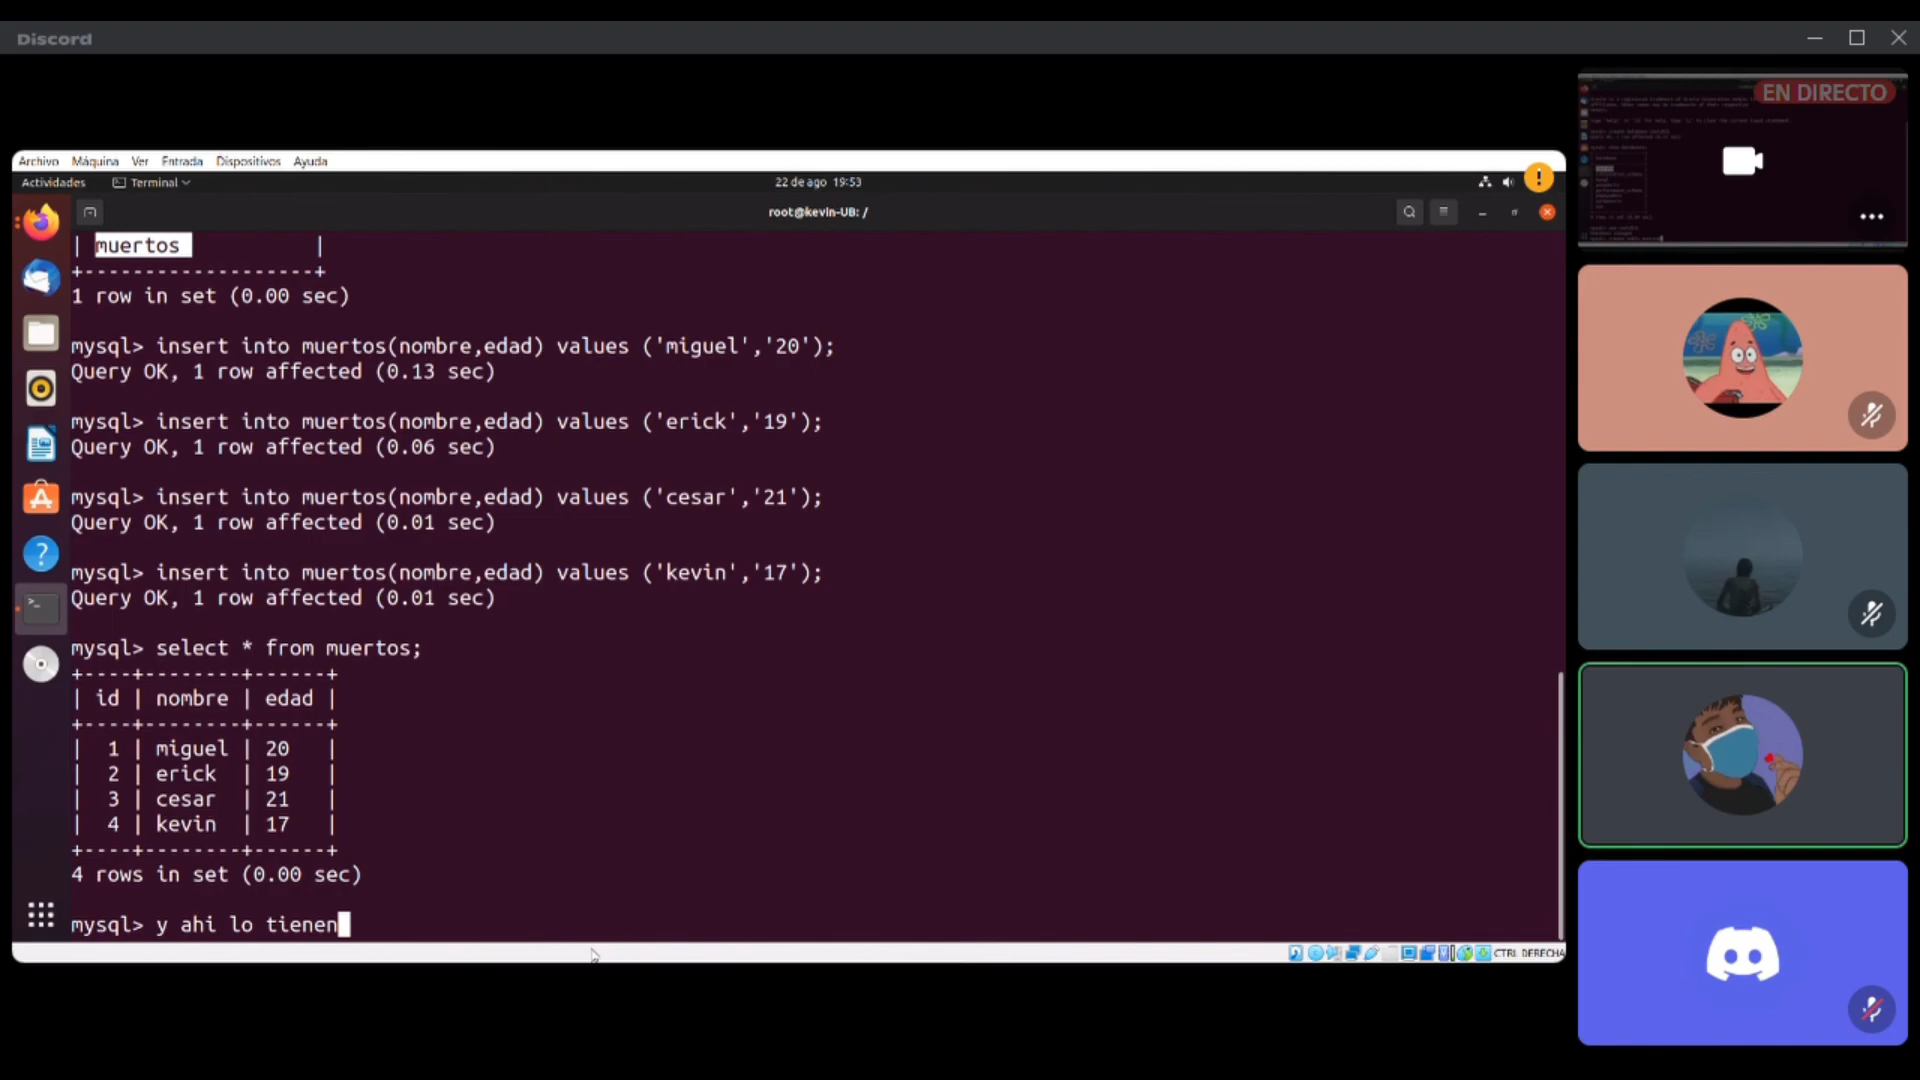 Discord
EN DIRECTO
Archivo Máquina Ver Entrada Dispositivos Ayuda
Actividades Terminal 22 de ago 19:53
root@kevin-UB: /
| muertos |
+-------------------+
1 row in set (0.00 sec)
mysql> insert into muertos(nombre,edad) values ('miguel','20');
Query OK, 1 row affected (0.13 sec)
mysql> insert into muertos(nombre,edad) values ('erick','19');
Query OK, 1 row affected (0.06 sec)
mysql> insert into muertos(nombre,edad) values ('cesar','21');
Query OK, 1 row affected (0.01 sec)
mysql> insert into muertos(nombre,edad) values ('kevin','17');
Query OK, 1 row affected (0.01 sec)
mysql> select * from muertos;
+----+--------+------+
| id | nombre | edad |
+----+--------+------+
| 1 | miguel | 20 |
| 2 | erick | 19 |
| 3 | cesar | 21 |
| 4 | kevin | 17 |
+----+--------+------+
4 rows in set (0.00 sec)
mysql> y ahi lo tienen
CTRL DERECHA